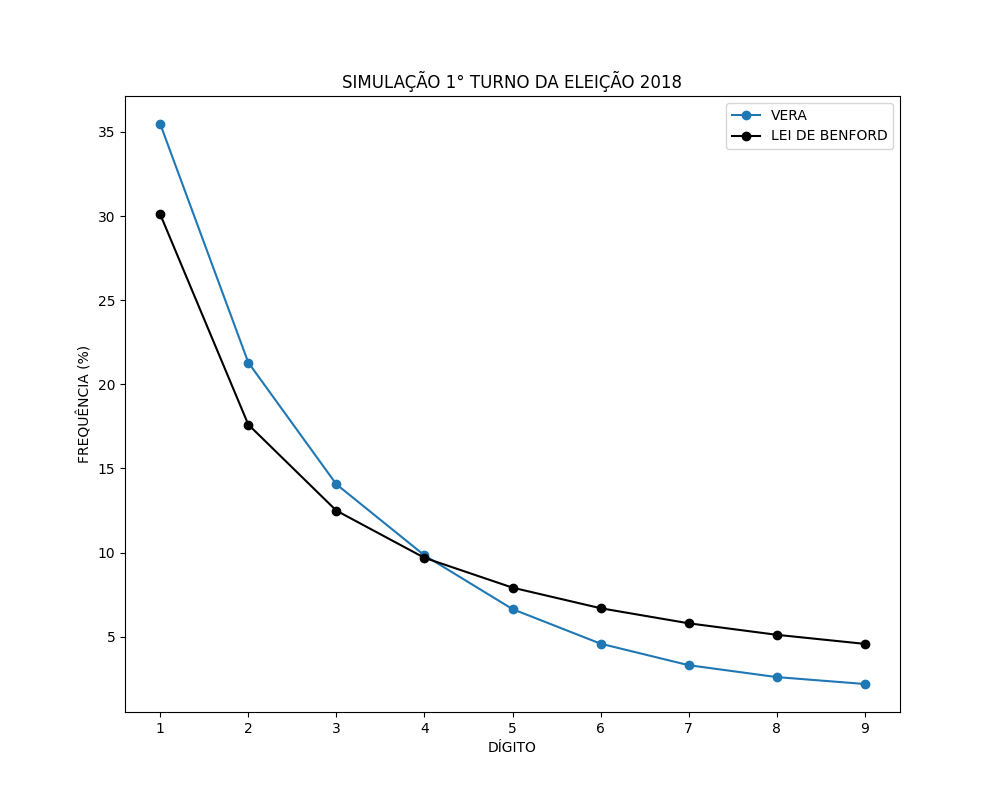 SIMULAÇÃO 1° TURNO DA ELEIÇÃO 2018
VERA
LEI DE BENFORD
FREQUÊNCIA (%)
35
30
25
20
15
10
5
1 2 3 4 5 6 7 8 9
DÍGITO